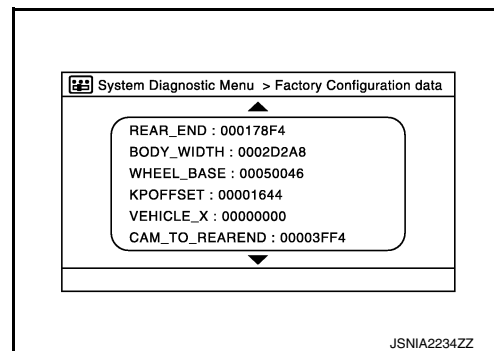 System Diagnostic Menu > Factory Configuration data
REAR_END : 000178F4
BODY_WIDTH : 0002D2A8
WHEEL_BASE : 00050046
KPOFFSET : 00001644
VEHICLE_X : 00000000
CAM_TO_REAREND : 00003FF4
JSNIA2234ZZ